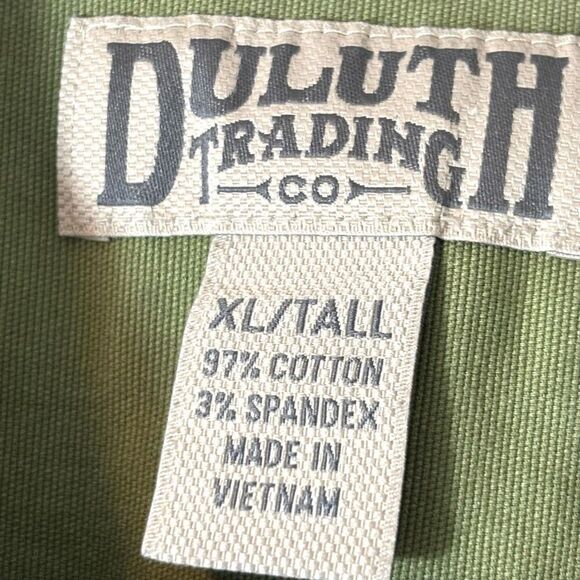 DULUTH
TRADING
CO
XL/TALL
97% COTTON
3% SPANDEX
MADE IN
VIETNAM